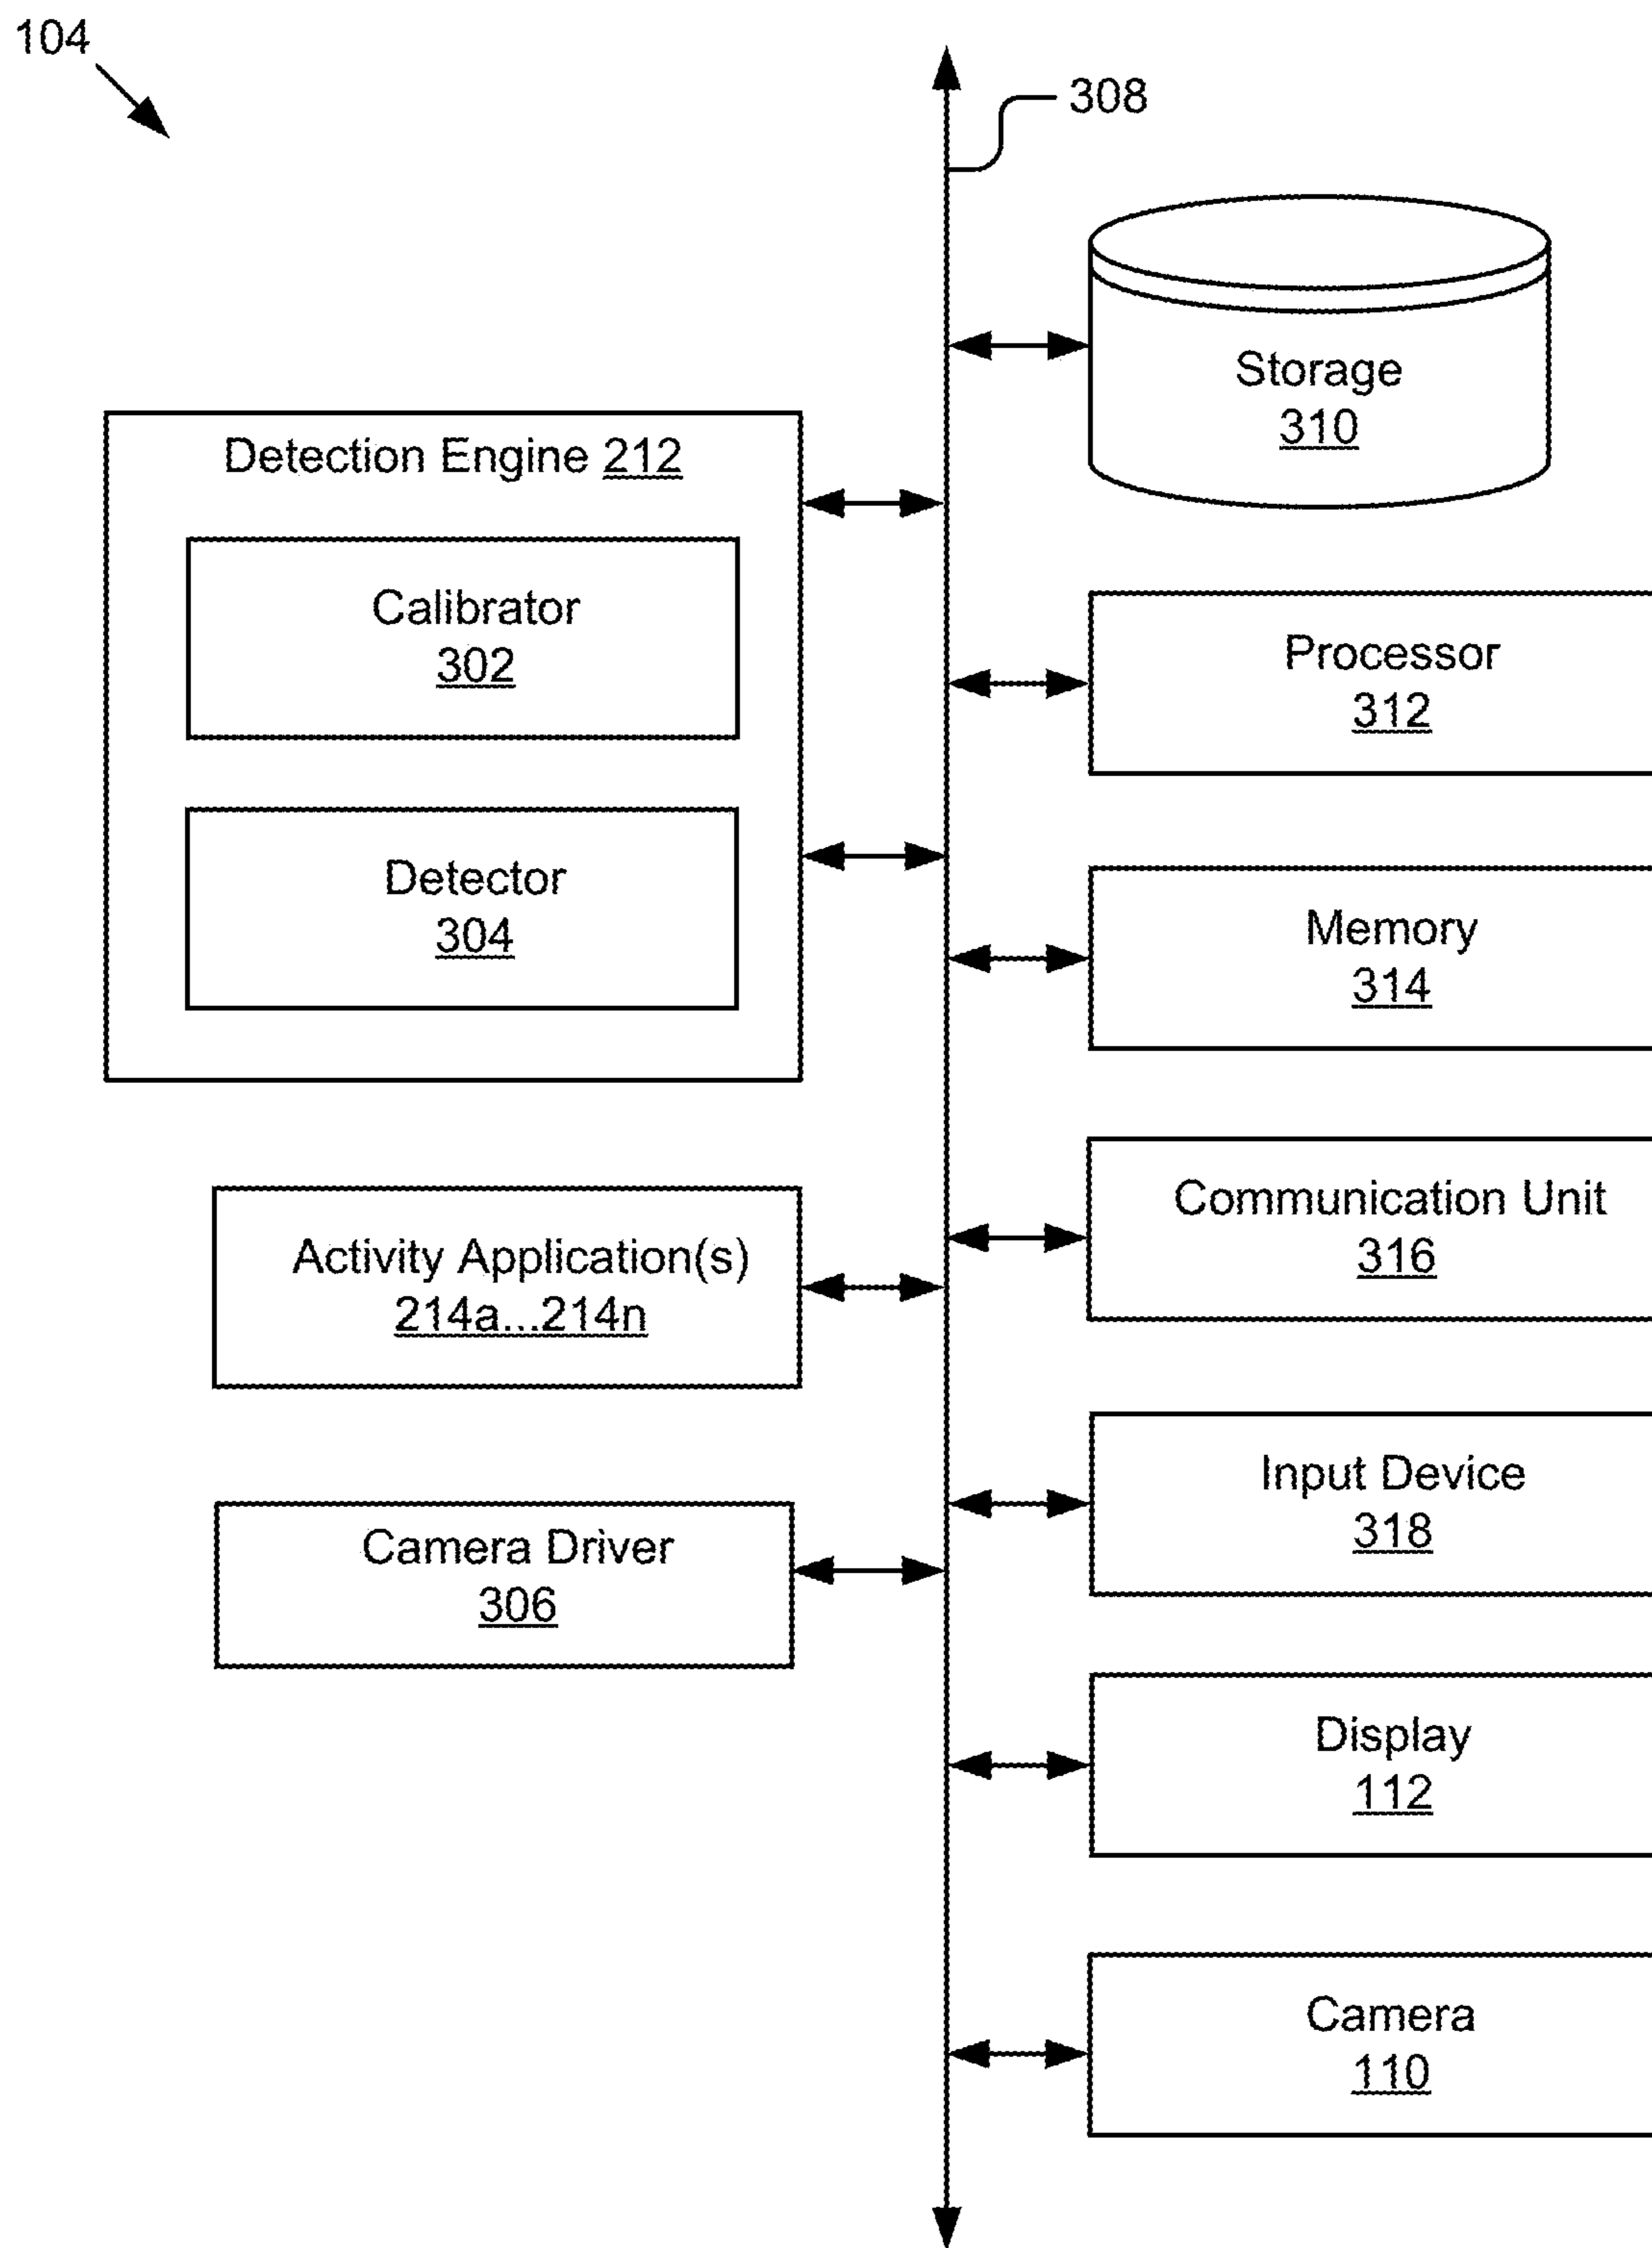 104
308
Storage
310
Detection Engine 212
Calibrator
302
Processor
312
Detector
304
Memory
314
Communication Unit
316
Activity Application(s)
214a...214n
Input Device
318
Camera Driver
306
Display
112
Camera
110